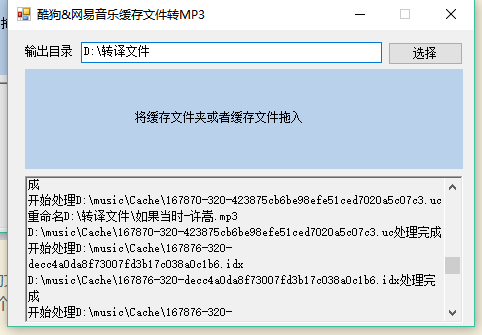 酷狗&网易音乐缓存文件转MP3
输出目录 D:\转译文件 选择
将缓存文件夹或者缓存文件拖入
成
开始处理D:\music\Cache\167870-320-423875cb6be98efe51ced7020a5c07c3.uc
重命名D:\转译文件\如果当时-许嵩.mp3
D:\music\Cache\167870-320-423875cb6be98efe51ced7020a5c07c3.uc处理完成
开始处理D:\music\Cache\167876-320-
decc4a0da8f73007fd3b17c038a0c1b6.idx
D:\music\Cache\167876-320-decc4a0da8f73007fd3b17c038a0c1b6.idx处理完
成
开始处理D:\music\Cache\167876-320-